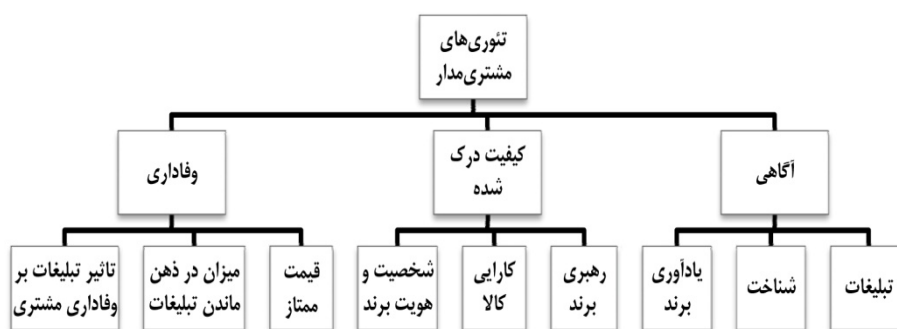 تئوری‌های
مشتری‌مدار
آگاهی
کیفیت درک
شده
وفاداری
تبلیغات
شناخت
یادآوری
برند
رهبری
برند
کارایی
کالا
شخصیت و
هویت برند
قیمت
ممتاز
میزان در ذهن
ماندن تبلیغات
تاثیر تبلیغات بر
وفاداری مشتری